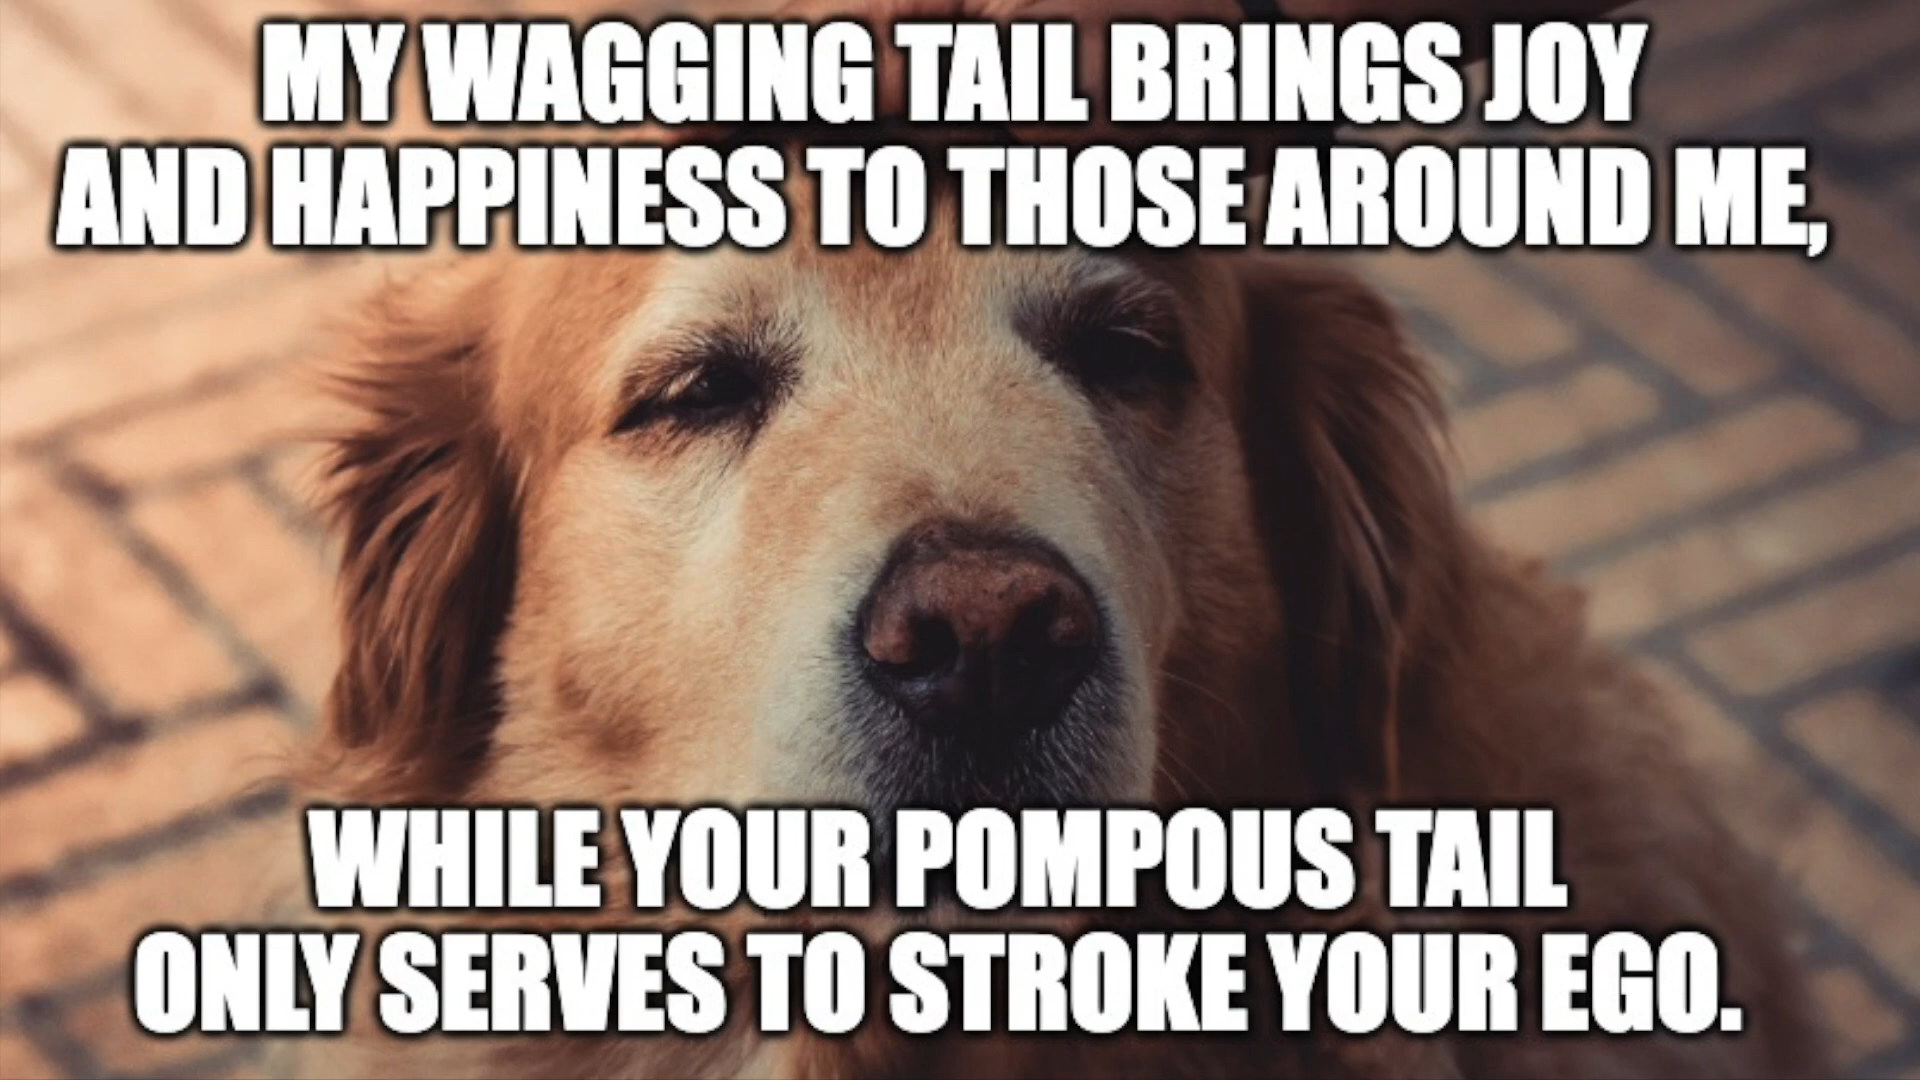 MY WAGGING TAIL BRINGS JOY
AND HAPPINESS TO THOSE AROUND ME,
WHILE YOUR POMPOUS TAIL
ONLY SERVES TO STROKE YOUR EGO.